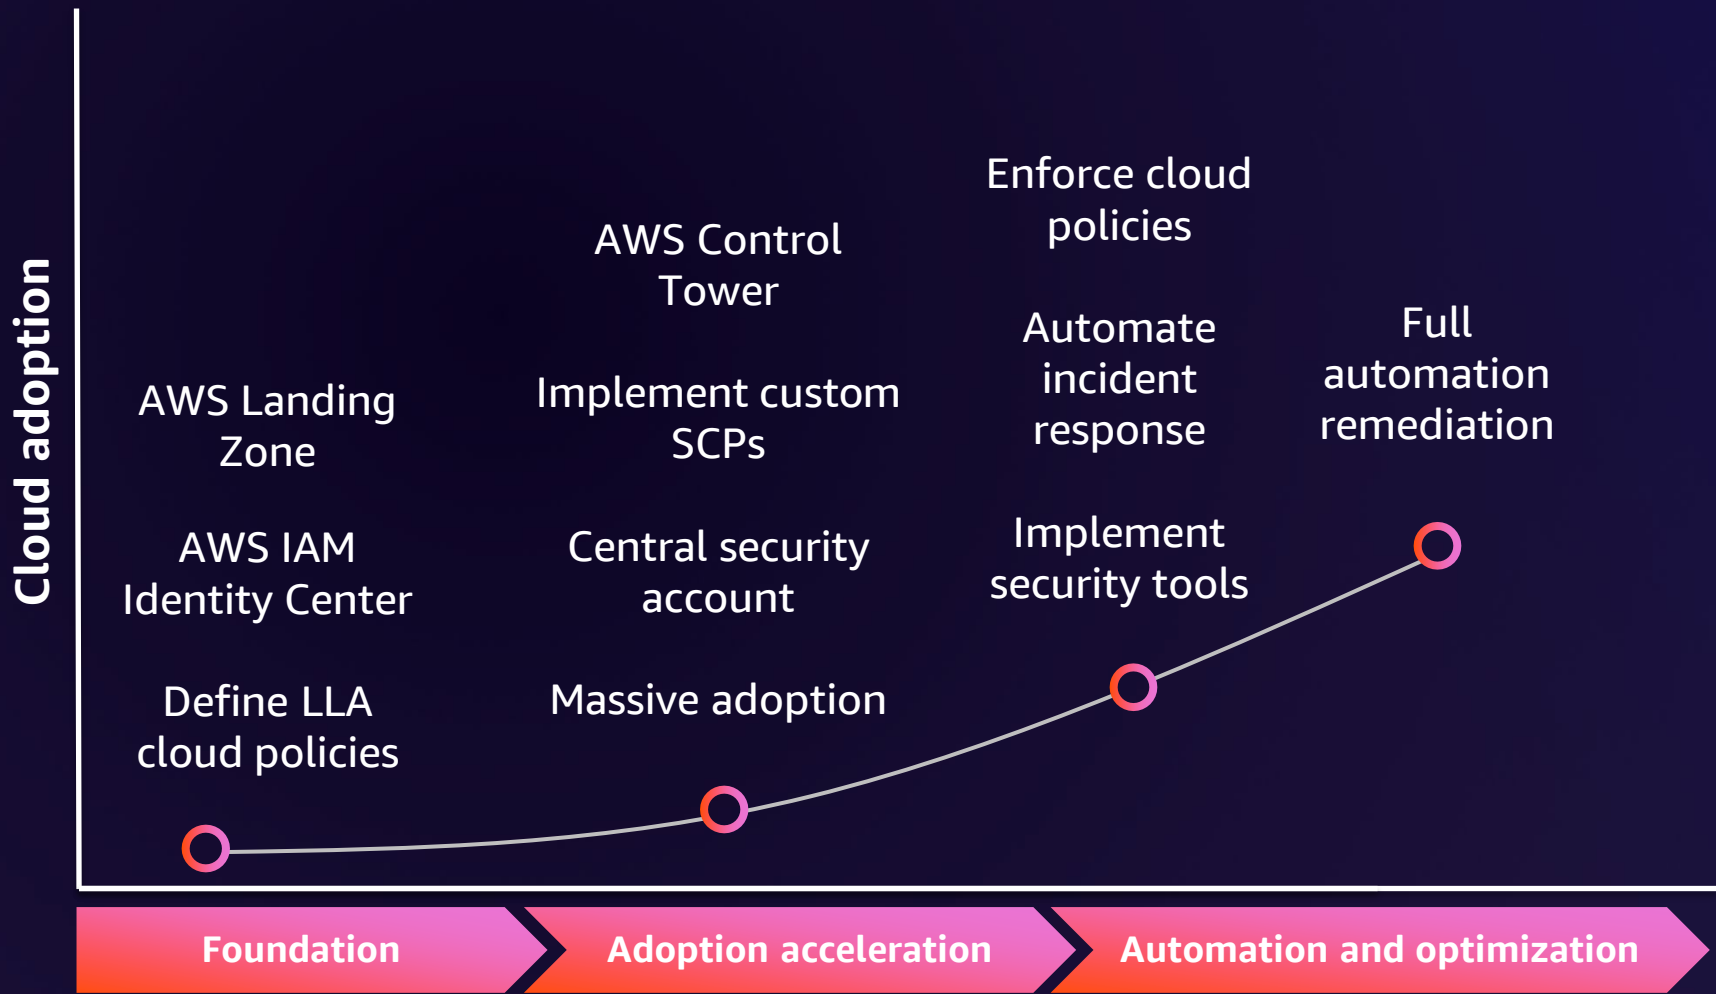 Cloud adoption
AWS Landing
Zone
AWS IAM
Identity Center
Define LLA
cloud policies
AWS Control
Tower
Implement custom
SCPs
Central security
account
Massive adoption
Enforce cloud
policies
Automate
incident
response
Implement
security tools
Full
automation
remediation
Foundation
Adoption acceleration
Automation and optimization